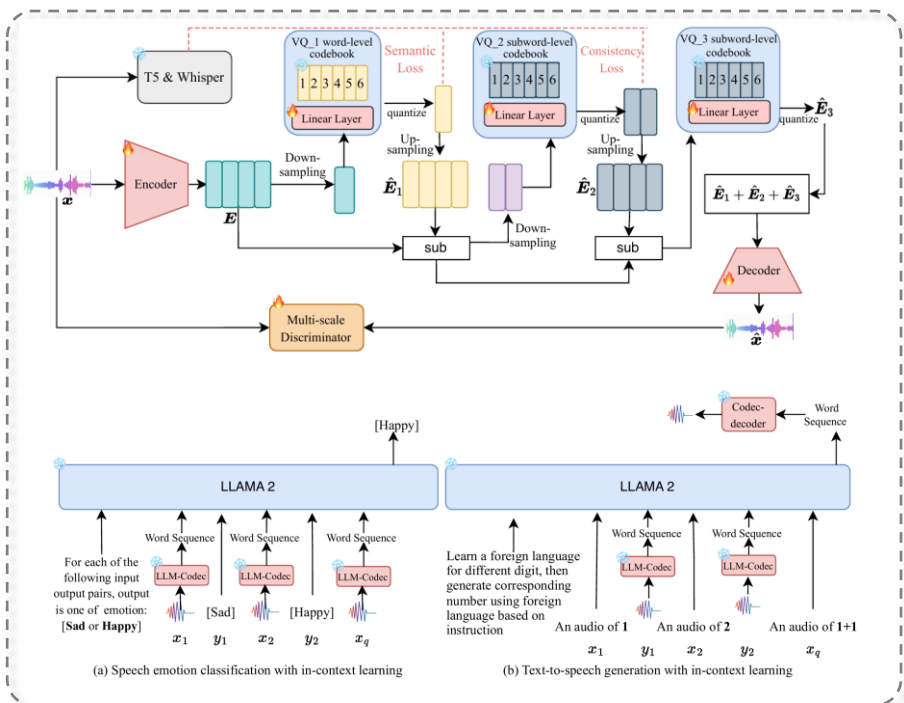 VQ_1 word-level
codebook
1 2 3 4 5 6
Linear Layer
Semantic
Loss
VQ_2 subword-level
codebook
1 2 3 4 5 6
Linear Layer
Consistency
Loss
VQ_3 subword-level
codebook
1 2 3 4 5 6
Linear Layer
T5 & Whisper
quantize
quantize
quantize
Ê₃
Down-
sampling
Up-
sampling
Up-
sampling
x
Encoder
E
Ê₁
Ê₂
Ê₁ + Ê₂ + Ê₃
Down-
sampling
sub
sub
Decoder
Multi-scale
Discriminator
x̂
[Happy]
LLAMA 2
Word Sequence
Word Sequence
Word Sequence
LLM-Codec
LLM-Codec
LLM-Codec
For each of the
following input
output pairs, output
is one of emotion:
[Sad or Happy]
[Sad]
[Happy]
x₁ y₁ x₂ y₂ x_q
(a) Speech emotion classification with in-context learning
Codec-
decoder
Word
Sequence
LLAMA 2
Word Sequence
Word Sequence
LLM-Codec
LLM-Codec
Learn a foreign language
for different digit, then
generate corresponding
number using foreign
language based on
instruction
An audio of 1
An audio of 2
An audio of 1+1
x₁ y₁ x₂ y₂ x_q
(b) Text-to-speech generation with in-context learning